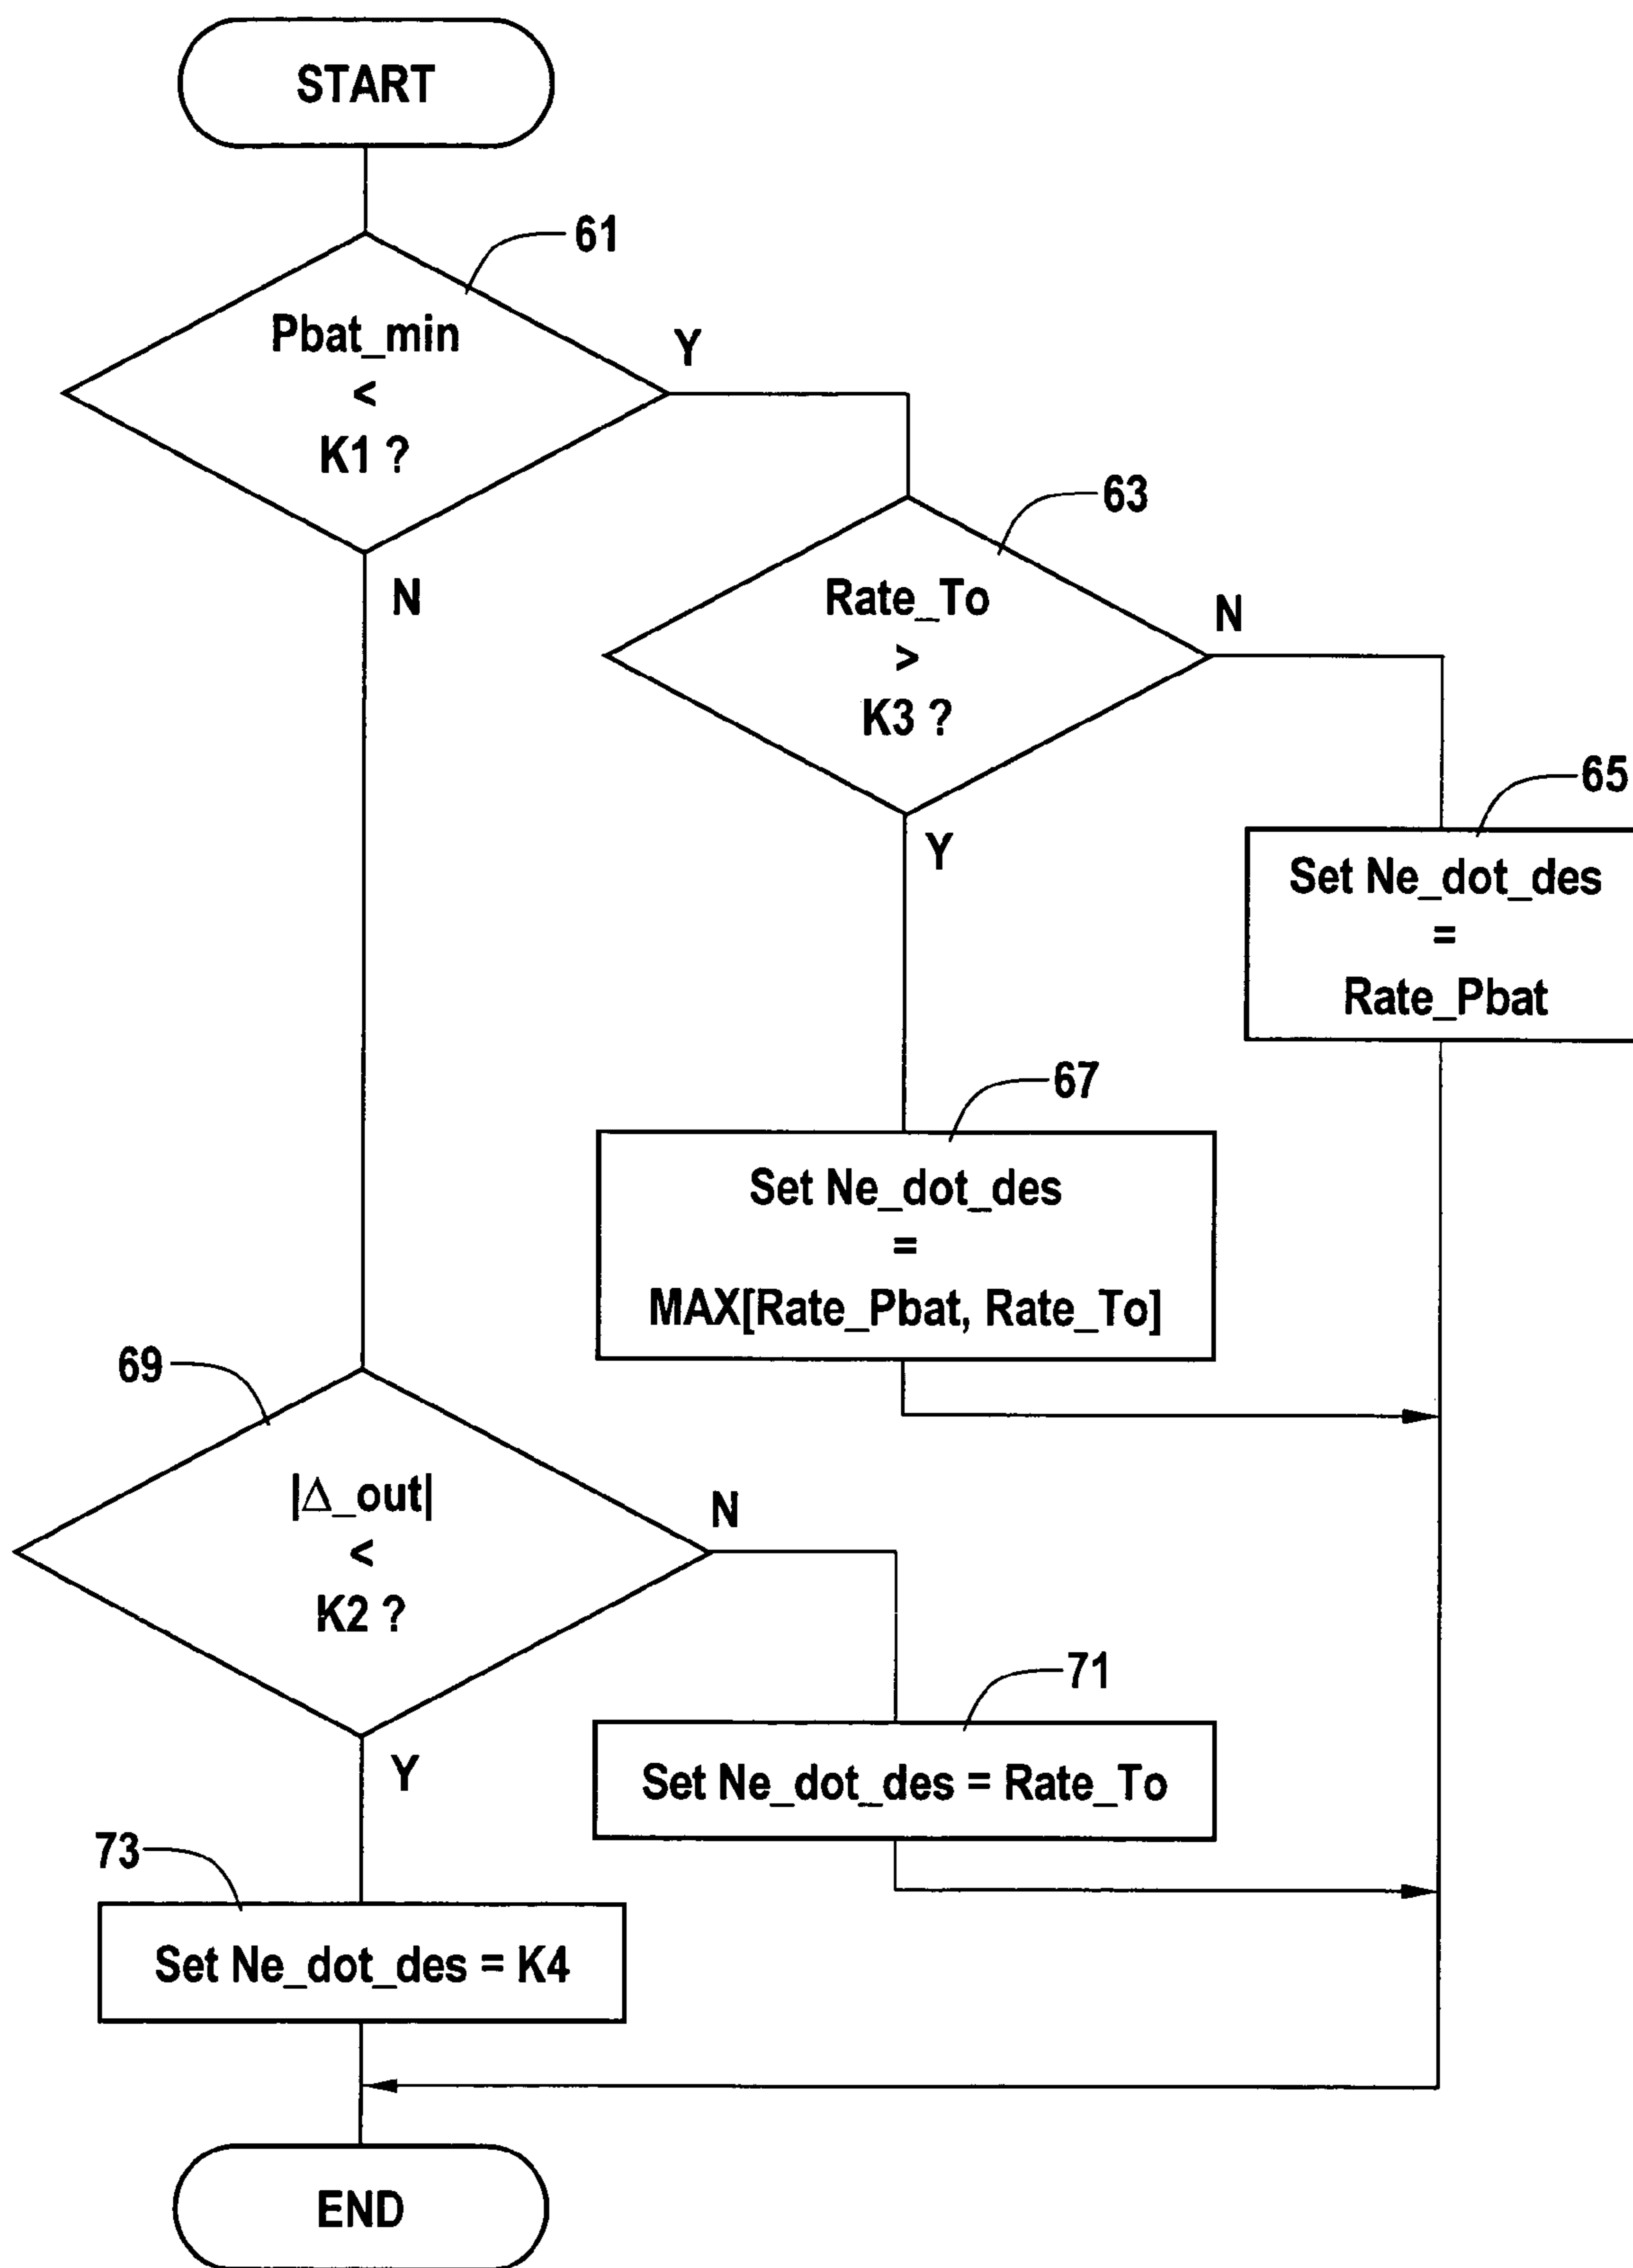 START
61
Pbat_min
<
K1 ?
Y
N
63
Rate_To
>
K3 ?
N
Y
65
Set Ne_dot_des
=
Rate_Pbat
67
Set Ne_dot_des
=
MAX[Rate_Pbat, Rate_To]
69
|Δ_out|
<
K2 ?
N
Y
71
Set Ne_dot_des = Rate_To
73
Set Ne_dot_des = K4
END